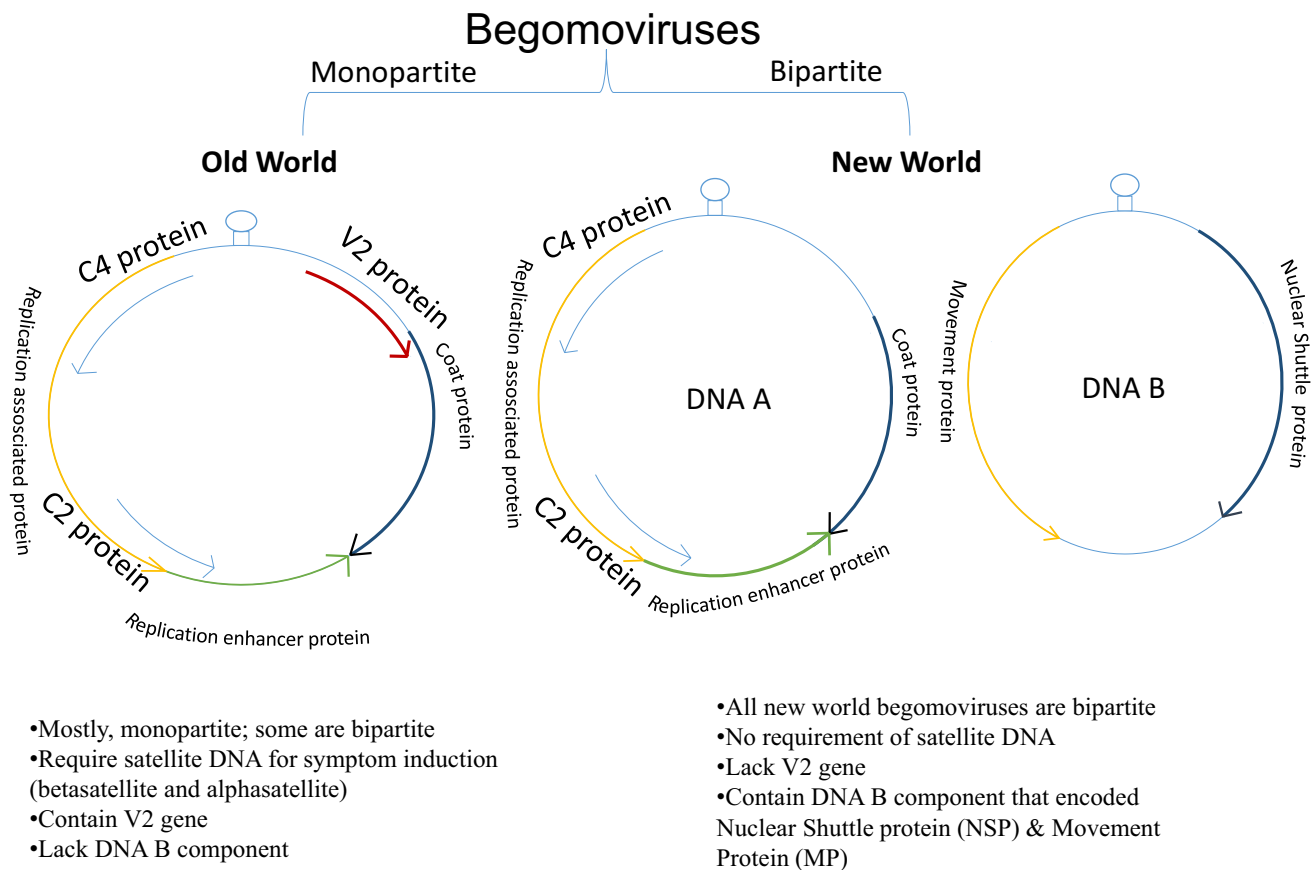 Begomoviruses
Monopartite
Bipartite
Old World
New World
C4 protein
V2 protein
Replication assosciated protein
Coat protein
C2 protein
Replication enhancer protein
C4 protein
Replication assosciated protein
Coat protein
DNA A
C2 protein
Replication enhancer protein
Movement protein
DNA B
Nuclear Shuttle protein
•Mostly, monopartite; some are bipartite
•Require satellite DNA for symptom induction
(betasatellite and alphasatellite)
•Contain V2 gene
•Lack DNA B component
•All new world begomoviruses are bipartite
•No requirement of satellite DNA
•Lack V2 gene
•Contain DNA B component that encoded
Nuclear Shuttle protein (NSP) & Movement
Protein (MP)